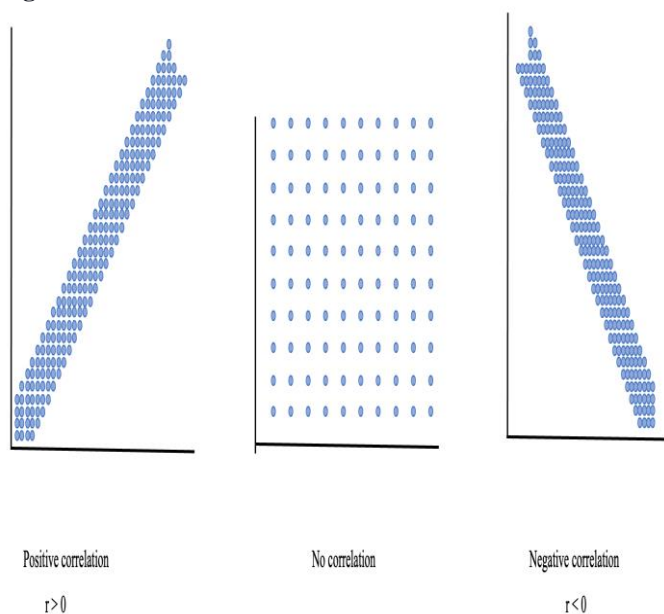 Positive correlation
No correlation
Negative correlation
r > 0
r < 0